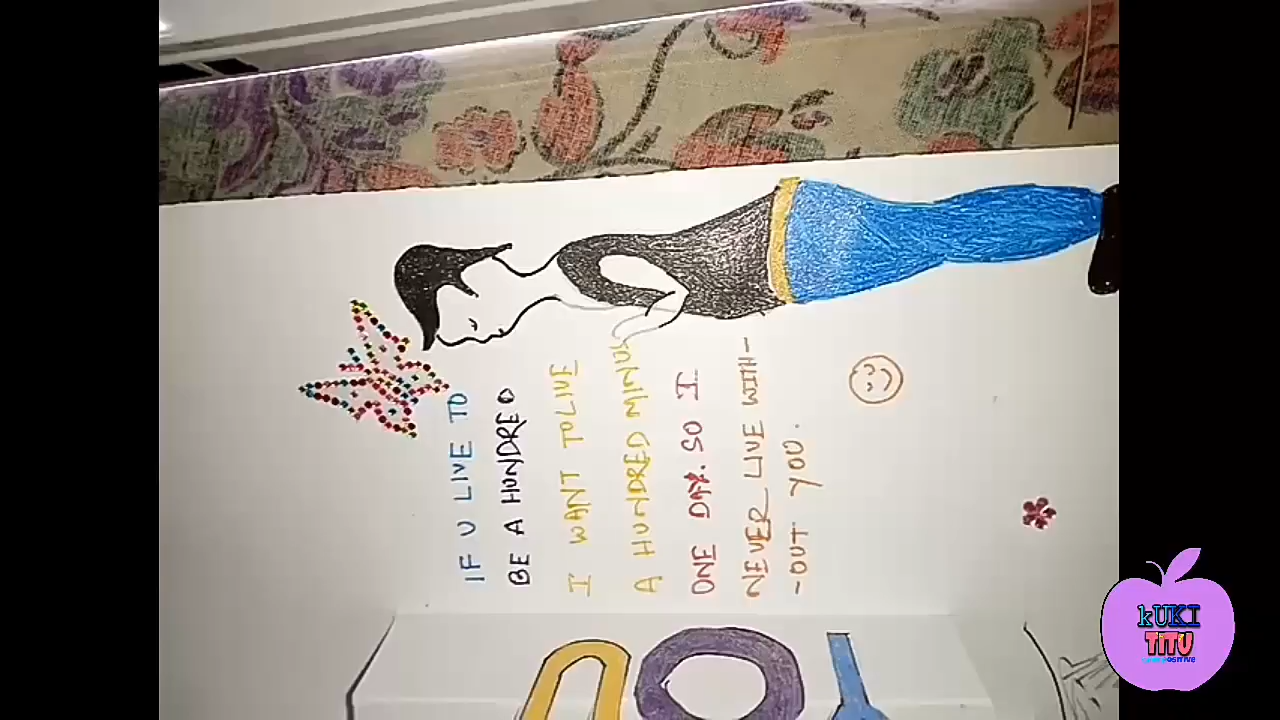 IF U LIVE TO
BE A HUNDRED
I WANT TO LIVE
A HUNDRED MINUS
ONE DAY. SO I
NEVER LIVE WITH-
-OUT YOU.
KUKI
TITU